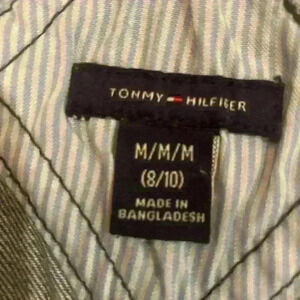 TOMMY HILFIGER
M/M/M
(8/10)
MADE IN
BANGLADESH